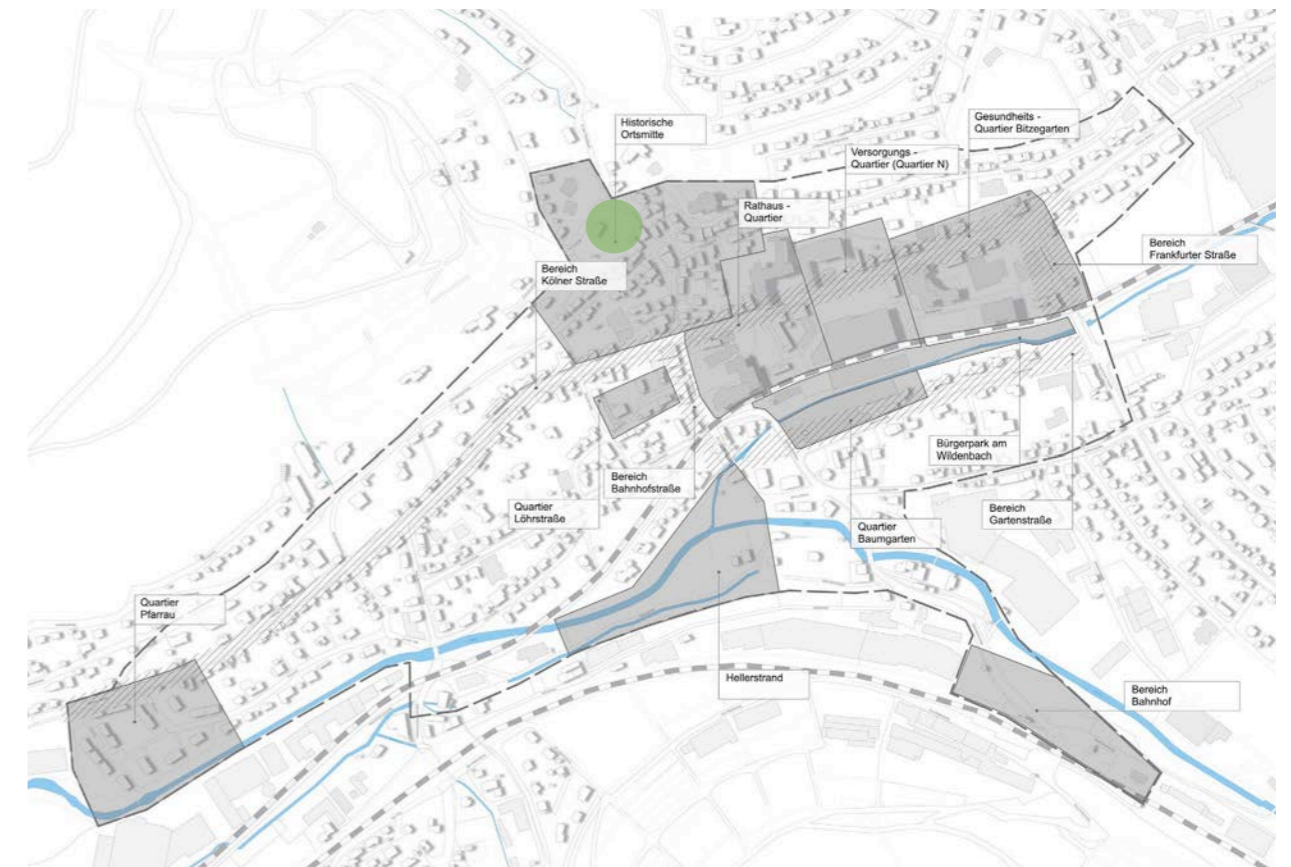 Historische
Ortsmitte
Gesundheits -
Quartier Bitzegarten
Versorgungs -
Quartier (Quartier N)
Rathaus -
Quartier
Bereich
Frankfurter Straße
Bereich
Kölner Straße
Bürgerpark am
Wildenbach
Bereich
Bahnhofstraße
Quartier
Löhrstraße
Bereich
Gartenstraße
Quartier
Baumgarten
Quartier
Pfarrau
Hellerstrand
Bereich
Bahnhof